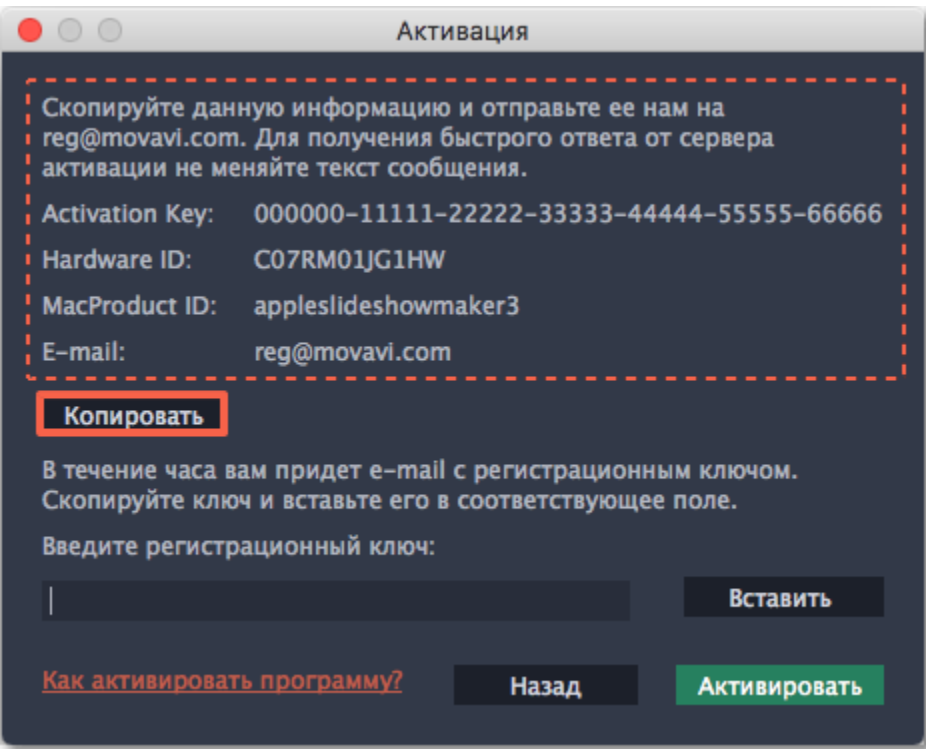 Активация
Скопируйте данную информацию и отправьте ее нам на
reg@movavi.com. Для получения быстрого ответа от сервера
активации не меняйте текст сообщения.
Activation Key: 000000-11111-22222-33333-44444-55555-66666
Hardware ID: C07RM01JG1HW
MacProduct ID: appleslideshowmaker3
E-mail: reg@movavi.com
Копировать
В течение часа вам придет e-mail с регистрационным ключом.
Скопируйте ключ и вставьте его в соответствующее поле.
Введите регистрационный ключ:
Вставить
Как активировать программу?
Назад
Активировать